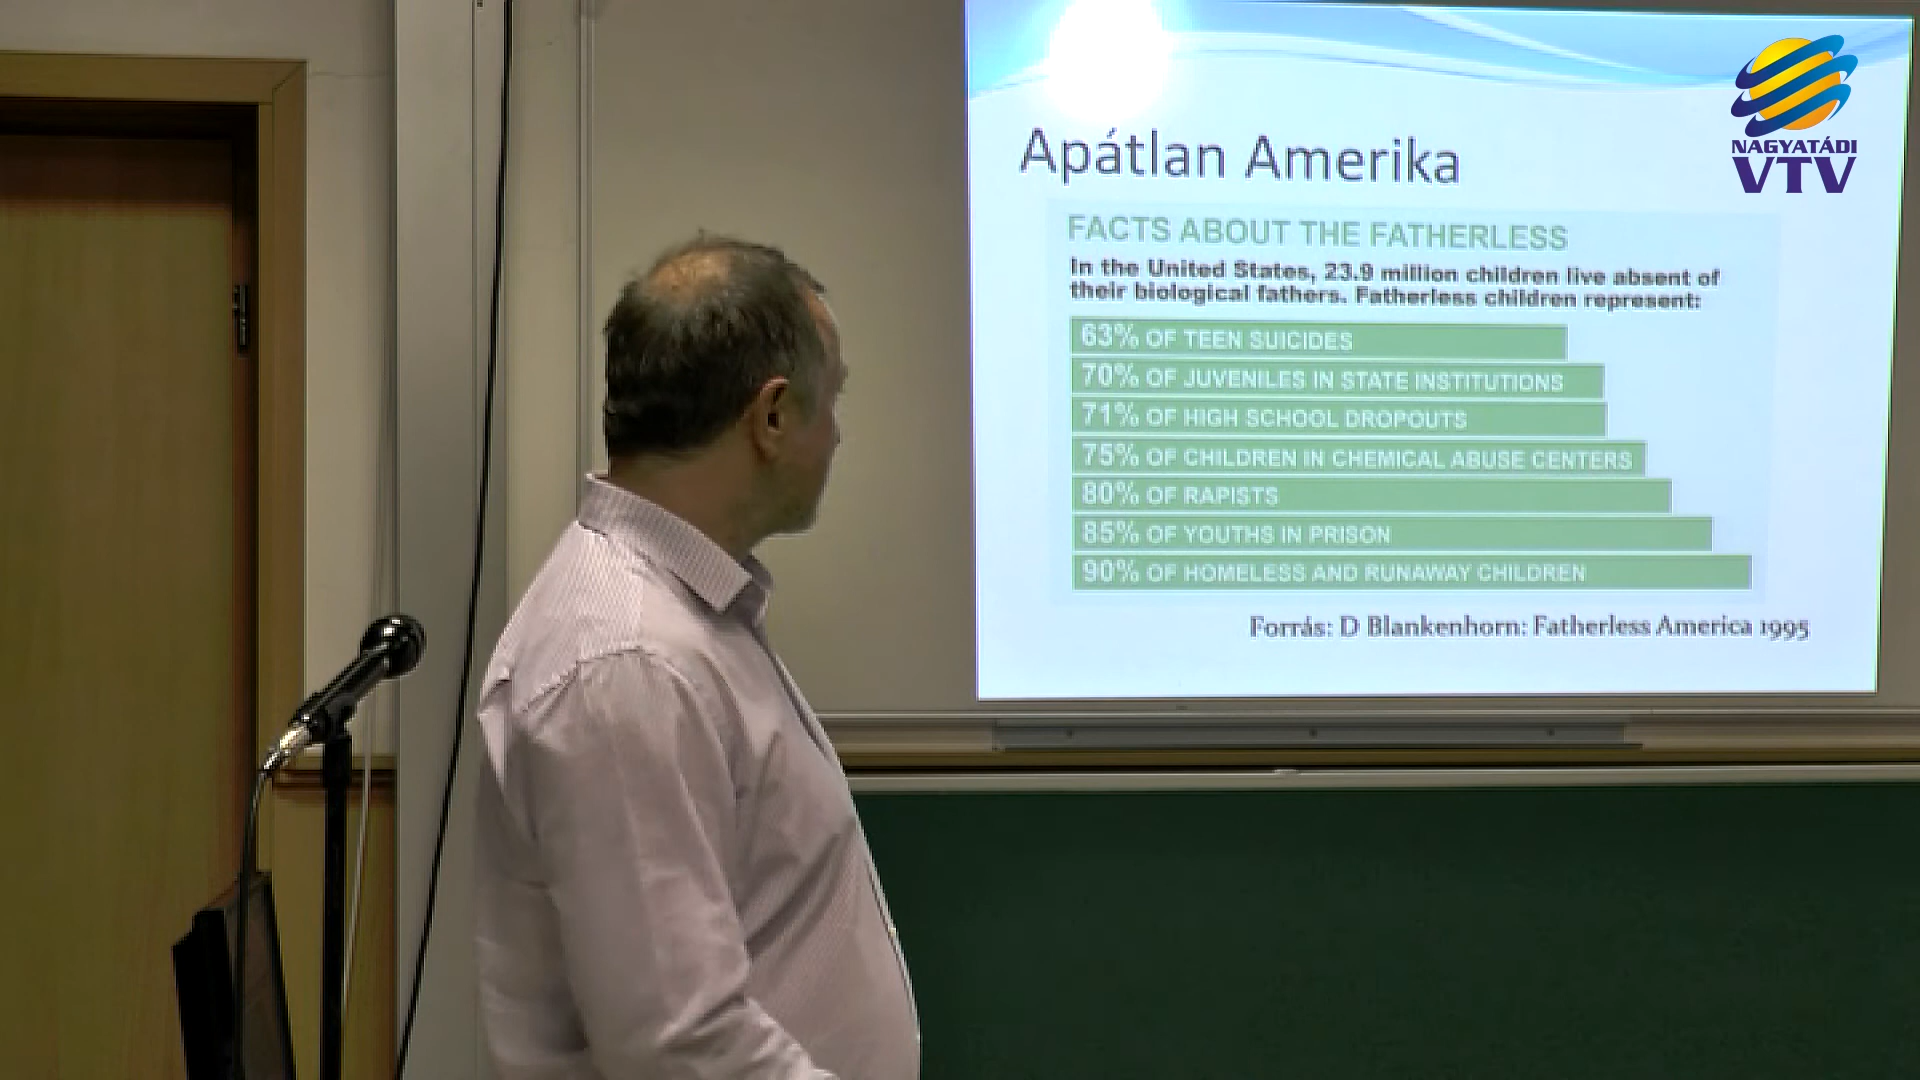 Apátlan Amerika
NAGYATÁDI
VTV
FACTS ABOUT THE FATHERLESS
In the United States, 23.9 million children live absent of
their biological fathers. Fatherless children represent:
63% OF TEEN SUICIDES
70% OF JUVENILES IN STATE INSTITUTIONS
71% OF HIGH SCHOOL DROPOUTS
75% OF CHILDREN IN CHEMICAL ABUSE CENTERS
80% OF RAPISTS
85% OF YOUTHS IN PRISON
90% OF HOMELESS AND RUNAWAY CHILDREN
Forrás: D Blankenhorn: Fatherless America 1995